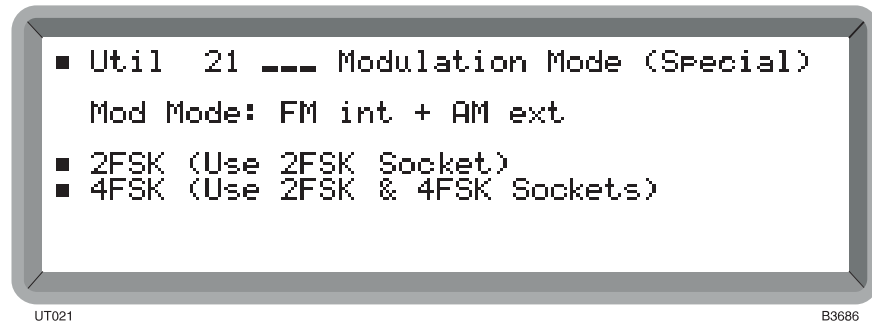 ▪ Util 21 ___ Modulation Mode (Special)
Mod Mode: FM int + AM ext
▪ 2FSK (Use 2FSK Socket)
▪ 4FSK (Use 2FSK & 4FSK Sockets)
UT021 B3686